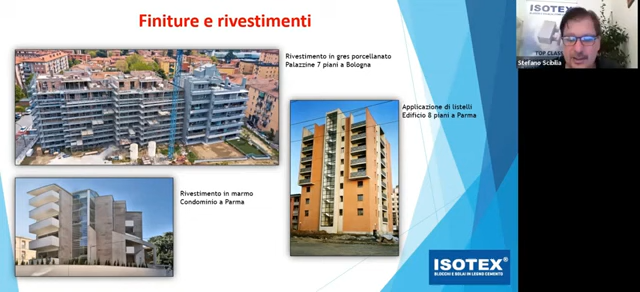 Finiture e rivestimenti
Rivestimento in gres porcellanato
Palazzine 7 piani a Bologna
Applicazione di listelli
Edificio 8 piani a Parma
Rivestimento in marmo
Condominio a Parma
ISOTEX®
BLOCCHI E SOLAI IN LEGNO CEMENTO
ISOTEX
TOP CLASS
Stefano Sciblia